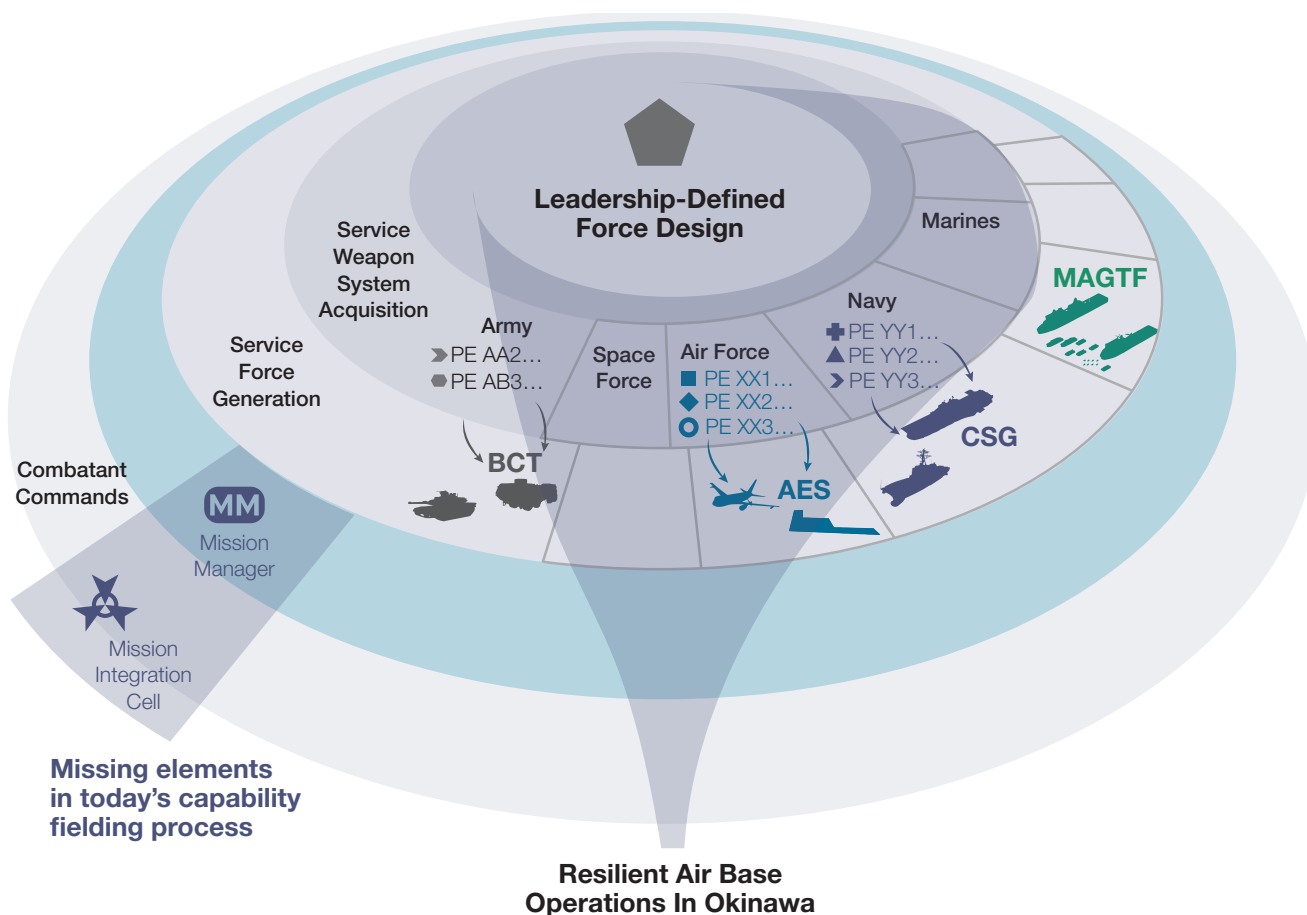 Leadership-Defined
Force Design
Service
Weapon
System
Acquisition
Marines
MAGTF
Navy
PE YY1...
PE YY2...
PE YY3...
CSG
Army
PE AA2...
PE AB3...
BCT
Space
Force
Air Force
PE XX1...
PE XX2...
PE XX3...
AES
Service
Force
Generation
Combatant
Commands
MM
Mission
Manager
Mission
Integration
Cell
Missing elements
in today’s capability
fielding process
Resilient Air Base
Operations In Okinawa